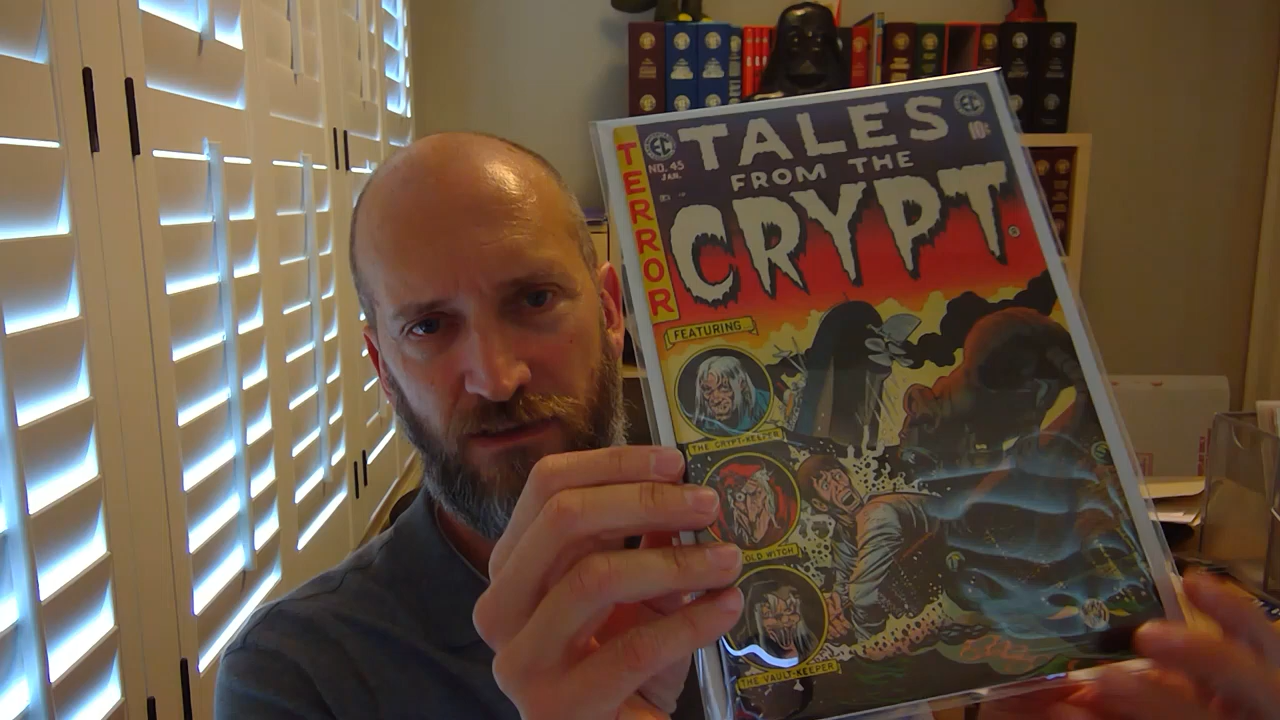 TERROR
EC
NO. 45
JAN.
TALES
FROM THE
CRYPT
EC
10¢
FEATURING...
THE CRYPT-KEEPER
OLD WITCH
THE VAULT-KEEPER